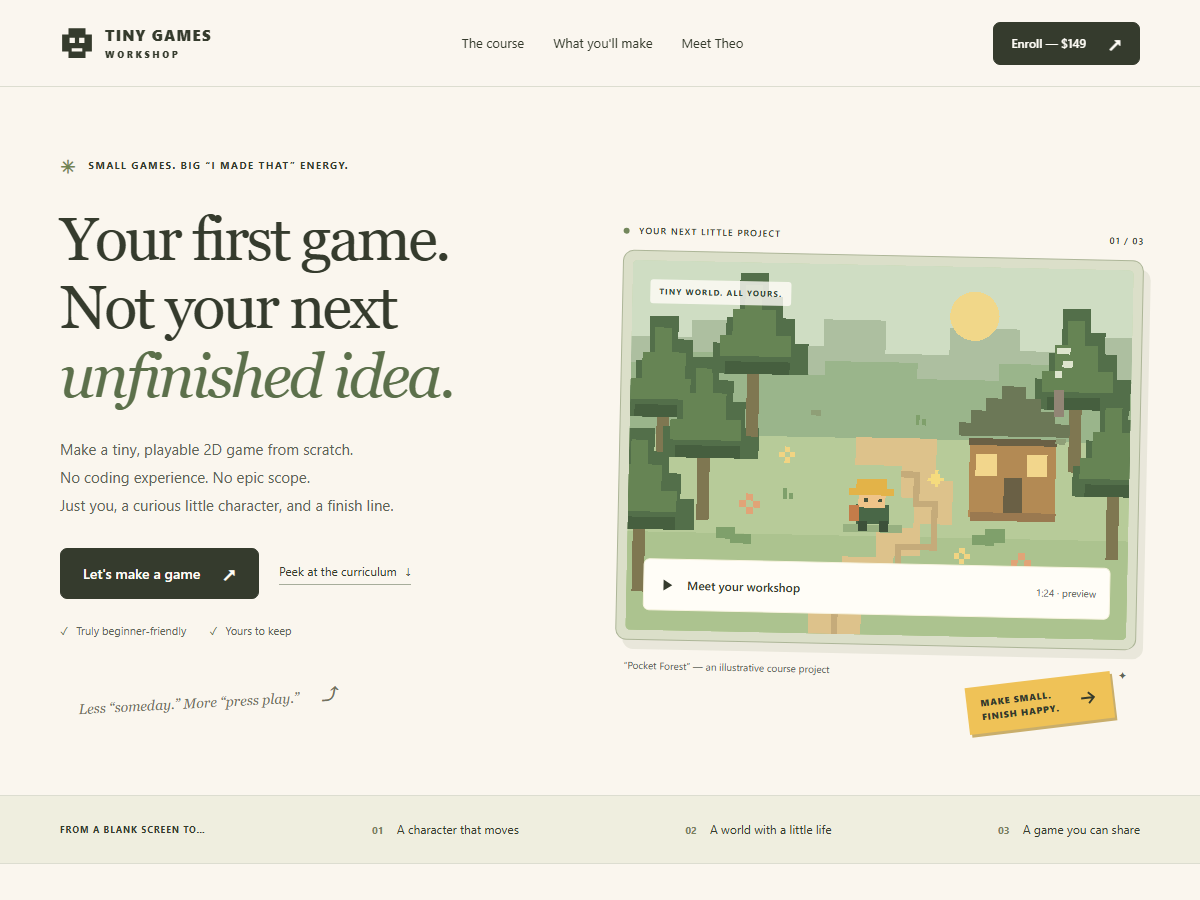 TINY GAMES
WORKSHOP
The course
What you'll make
Meet Theo
Enroll — $149 ↗
SMALL GAMES. BIG “I MADE THAT” ENERGY.
Your first game.
Not your next
unfinished idea.
Make a tiny, playable 2D game from scratch.
No coding experience. No epic scope.
Just you, a curious little character, and a finish line.
Let's make a game ↗
Peek at the curriculum ↓
✓ Truly beginner-friendly
✓ Yours to keep
Less “someday.” More “press play.”
YOUR NEXT LITTLE PROJECT
01 / 03
TINY WORLD. ALL YOURS.
Meet your workshop
1:24 · preview
“Pocket Forest” — an illustrative course project
MAKE SMALL.
FINISH HAPPY. →
FROM A BLANK SCREEN TO…
01 A character that moves
02 A world with a little life
03 A game you can share